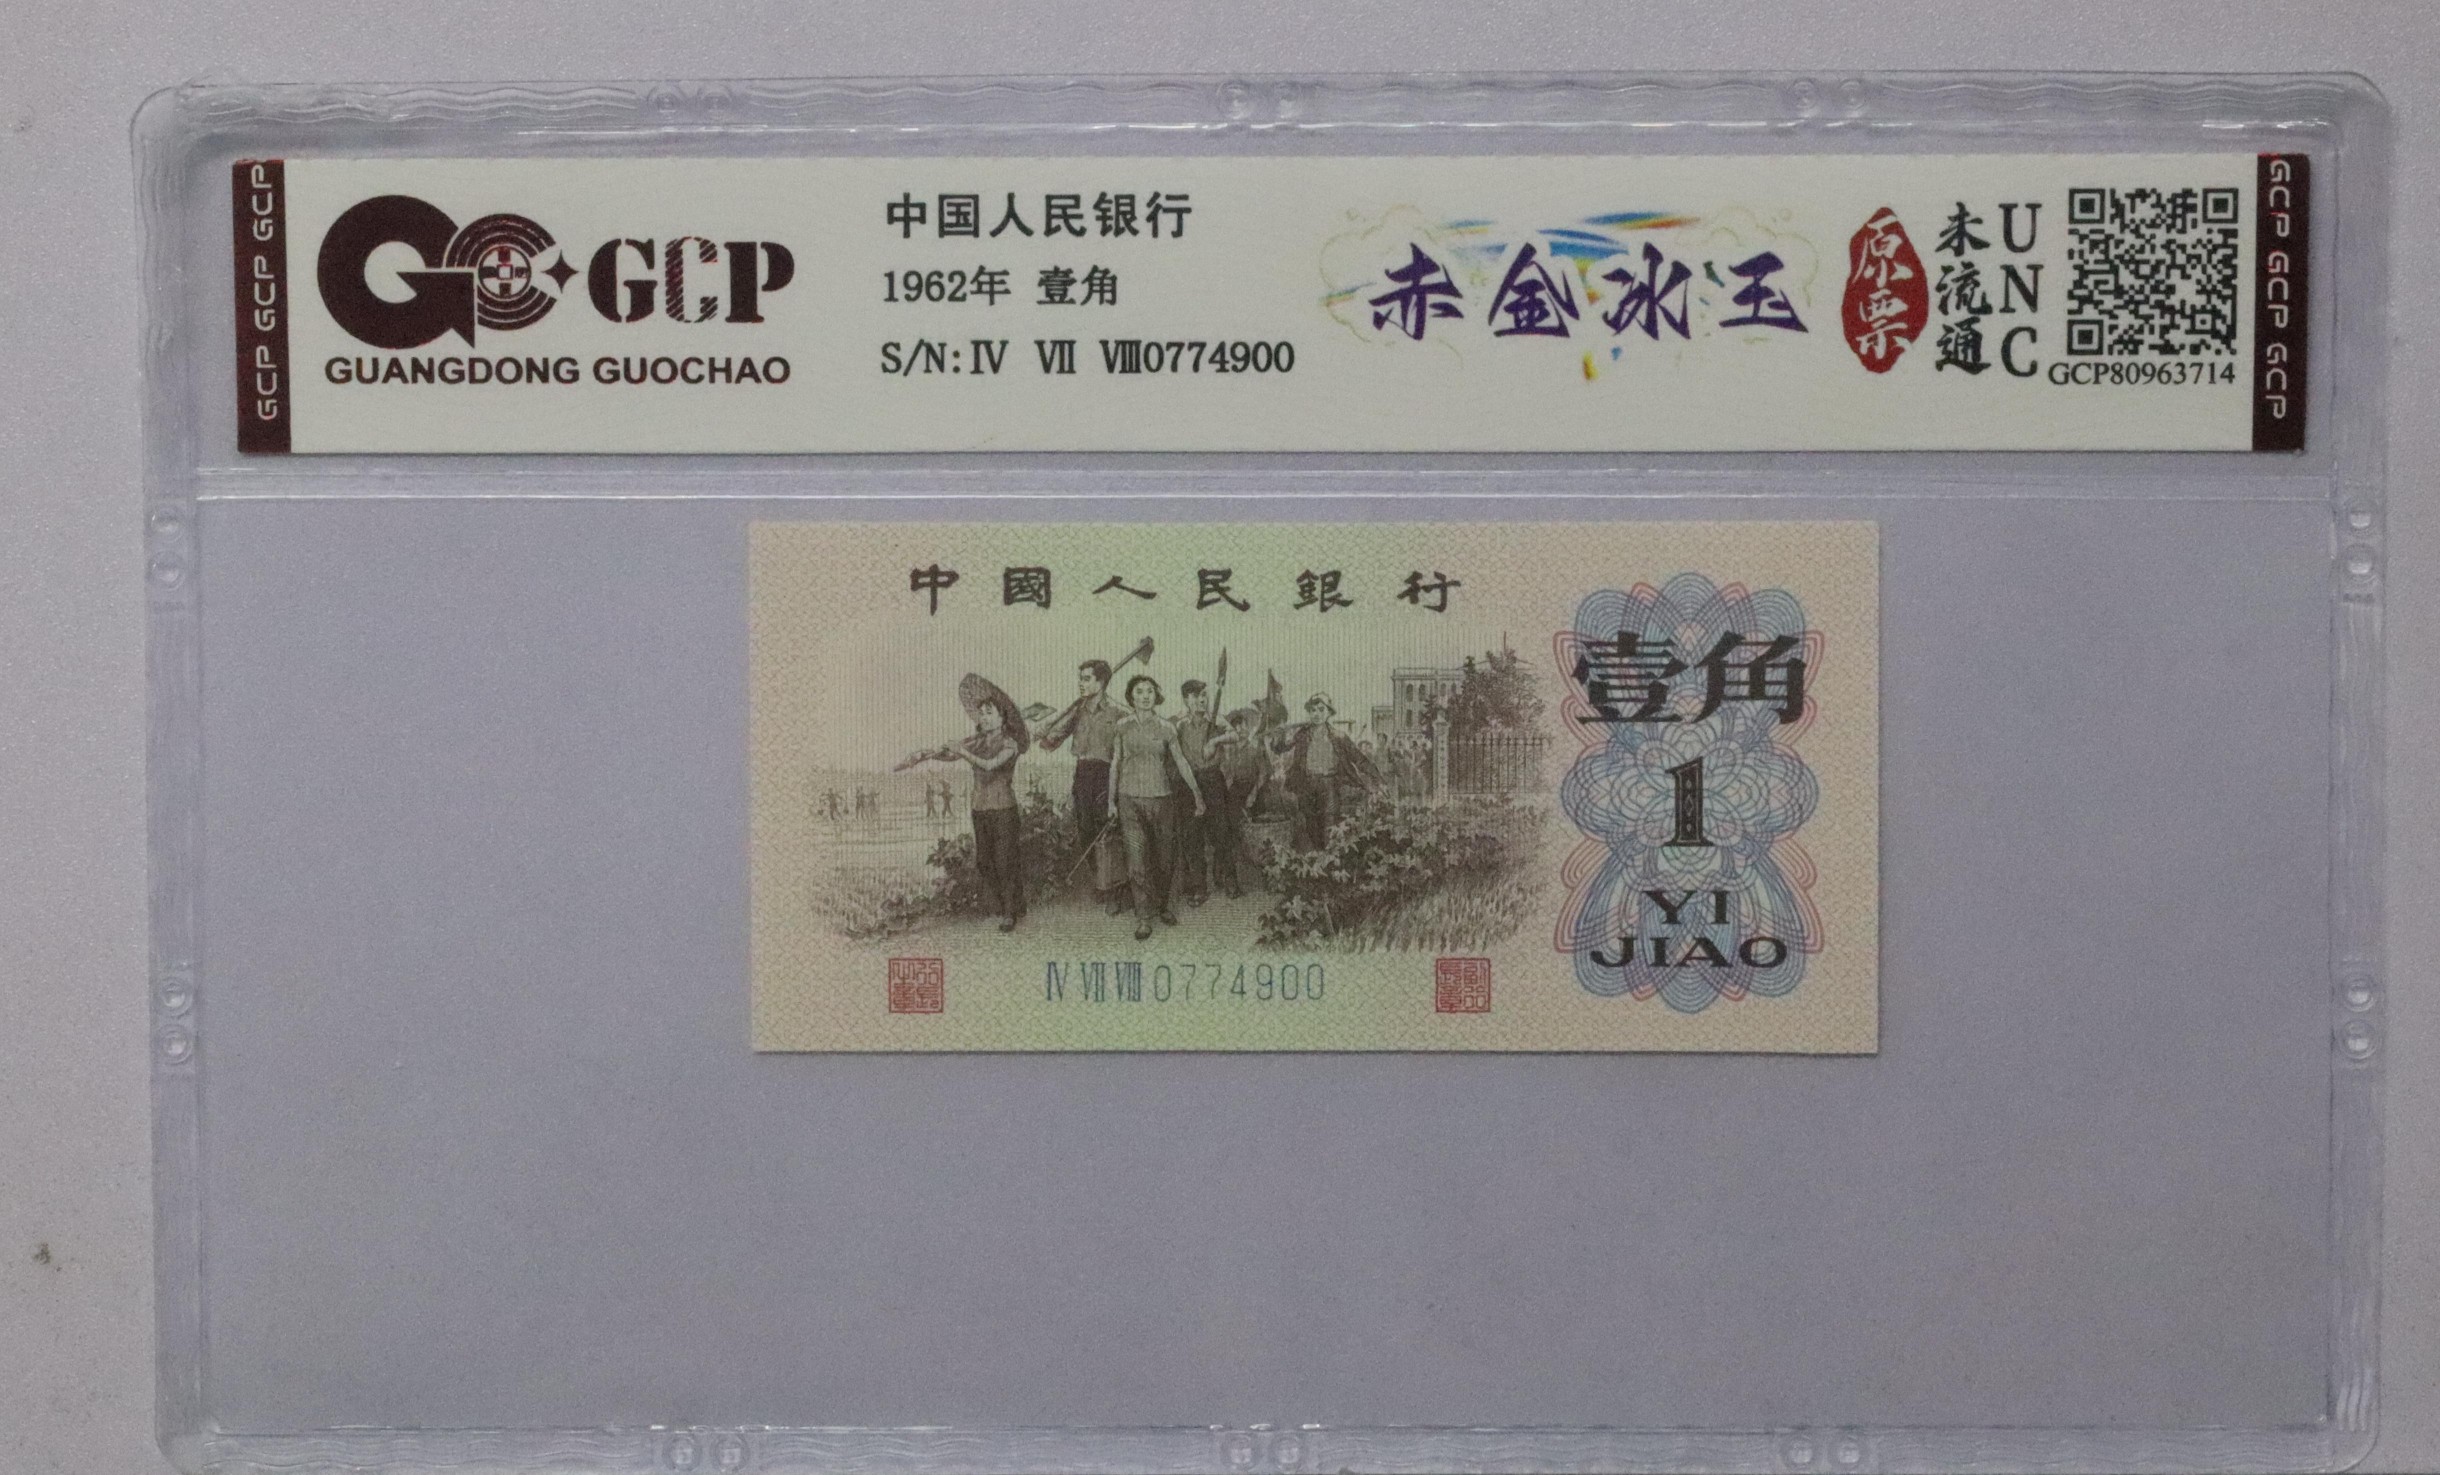 GCP GCP GCP
GCP
GUANGDONG GUOCHAO
中国人民银行
1962年 壹角
S/N: Ⅳ Ⅶ Ⅷ0774900
赤金冰玉
原票
未流通
UNC
GCP80963714
GCP GCP GCP
中國人民銀行
壹角
1
YI
JIAO
Ⅳ Ⅶ Ⅷ 0774900